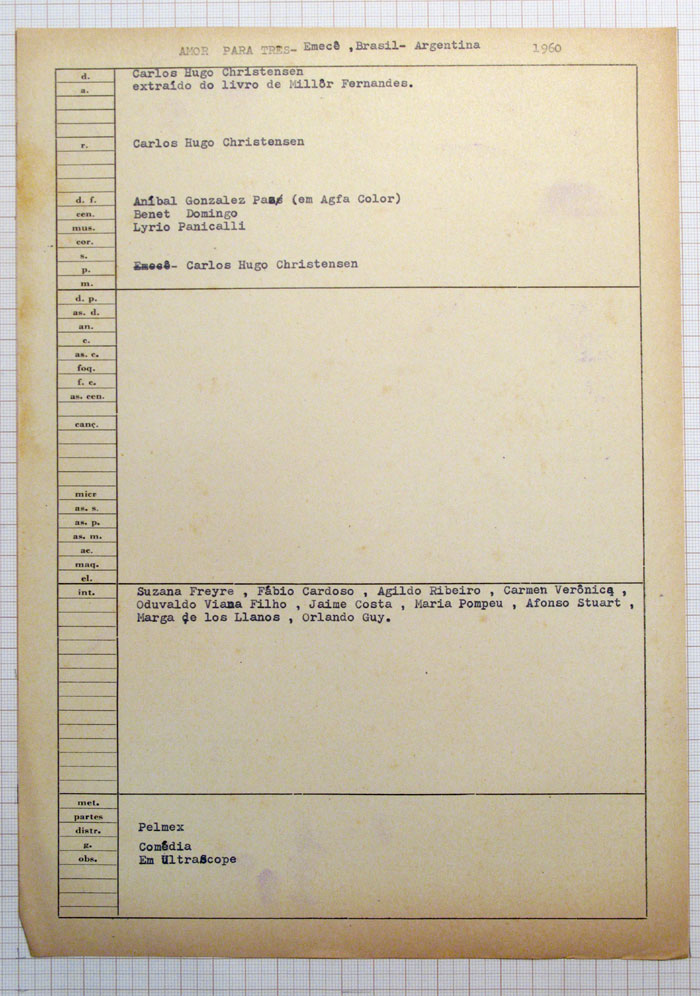 AMOR PARA TRES- Emecê ,Brasil- Argentina 1960
d. Carlos Hugo Christensen
a. extraído do livro de Millôr Fernandes.
r. Carlos Hugo Christensen
d. f. Aníbal Gonzalez Paz (em Agfa Color)
cen. Benet Domingo
mus. Lyrio Panicalli
cor.
s.
p. Emecê- Carlos Hugo Christensen
m.
d. p.
as. d.
an.
c.
as. c.
foq.
f. c.
as. cen.
canç.
micr
as. s.
as. p.
as. m.
ac.
maq.
el.
int. Suzana Freyre , Fábio Cardoso , Agildo Ribeiro , Carmen Verônica ,
Oduvaldo Viana Filho , Jaime Costa , Maria Pompeu , Afonso Stuart ,
Marga de los Llanos , Orlando Guy.
met.
partes
distr. Pelmex
g. Comédia
obs. Em UltraScope